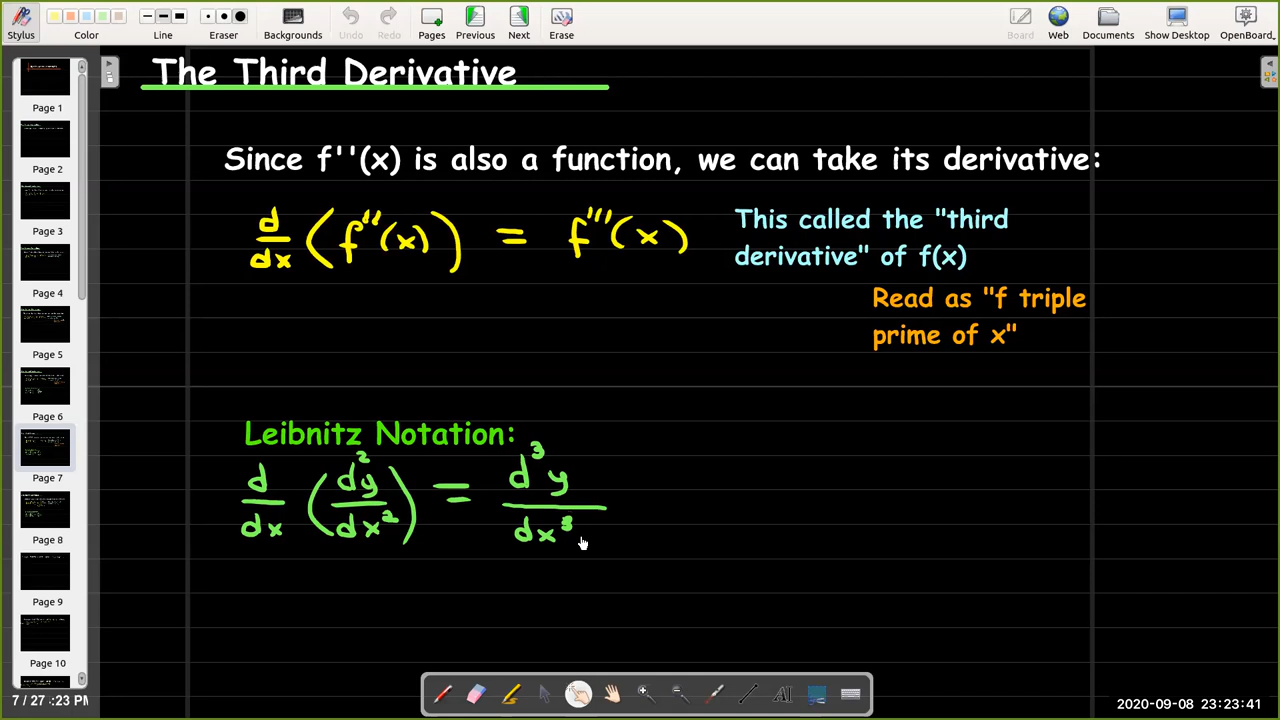 Stylus
Color
Line
Eraser
Backgrounds
Undo
Redo
Pages
Previous
Next
Erase
Board
Web
Documents
Show Desktop
OpenBoard
Page 1
Page 2
Page 3
Page 4
Page 5
Page 6
Page 7
Page 8
Page 9
Page 10
The Third Derivative
Since f''(x) is also a function, we can take its derivative:
d/dx (f''(x)) = f'''(x)
This called the "third
derivative" of f(x)
Read as "f triple
prime of x"
Leibnitz Notation:
d/dx (d²y/dx²) = d³y/dx³
AI
7 / 27 :23 PM
2020-09-08 23:23:41